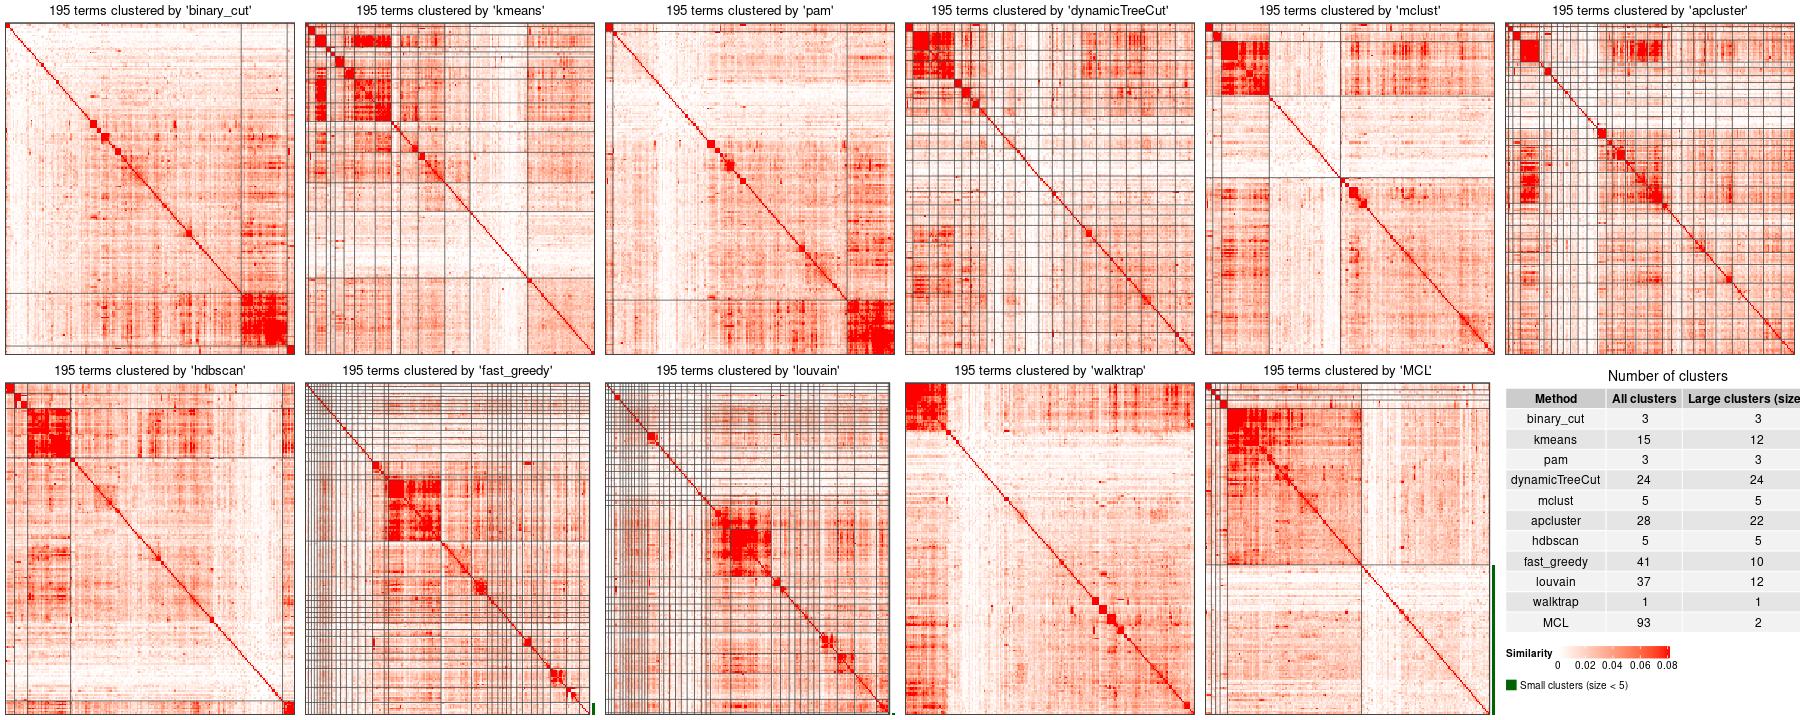 195 terms clustered by 'binary_cut'
195 terms clustered by 'kmeans'
195 terms clustered by 'pam'
195 terms clustered by 'dynamicTreeCut'
195 terms clustered by 'mclust'
195 terms clustered by 'apcluster'
195 terms clustered by 'hdbscan'
195 terms clustered by 'fast_greedy'
195 terms clustered by 'louvain'
195 terms clustered by 'walktrap'
195 terms clustered by 'MCL'
Number of clusters
Method All clusters Large clusters (size
binary_cut 3 3
kmeans 15 12
pam 3 3
dynamicTreeCut 24 24
mclust 5 5
apcluster 28 22
hdbscan 5 5
fast_greedy 41 10
louvain 37 12
walktrap 1 1
MCL 93 2
Similarity
0 0.02 0.04 0.06 0.08
Small clusters (size < 5)